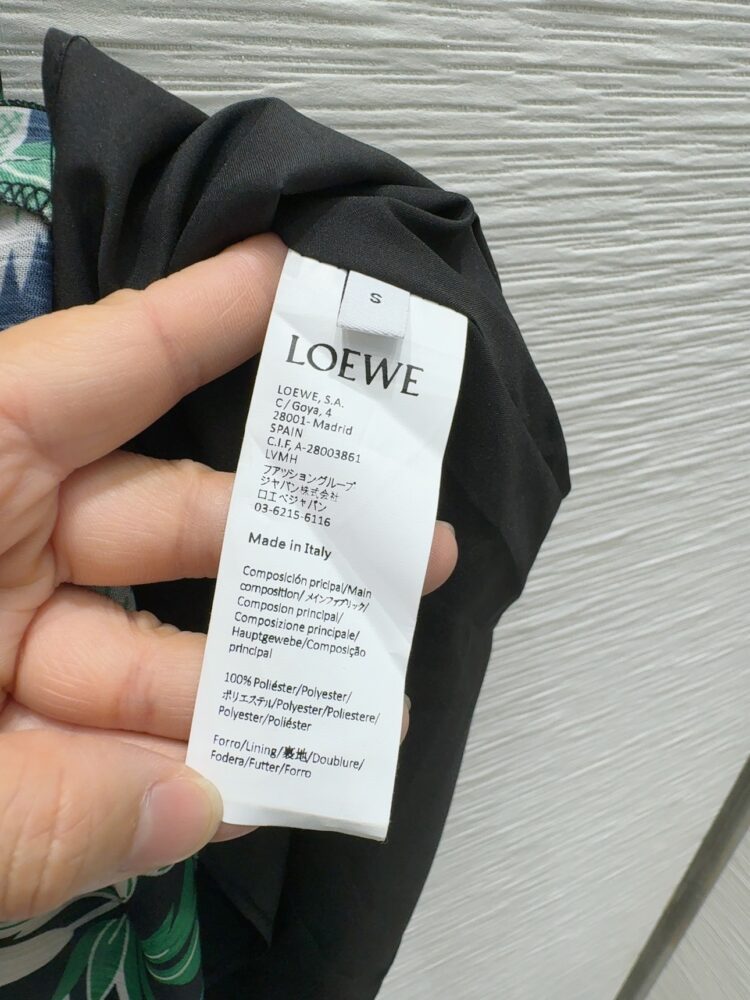 S
LOEWE
LOEWE, S.A.
C/Goya, 4
28001-Madrid
SPAIN
C.I.F, A-28003861
LVMH
ファッショングループ
ジャパン株式会社
ロエベジャパン
03-6215-6116
Made in Italy
Composición pricipal/Main
composition/メインファブリック/
Composion principal/
Composizione principale/
Hauptgewebe/Composição
principal
100% Poliéster/Polyester/
ポリエステル/Polyester/Poliestere/
Polyester/Poliéster
Forro/Lining/裏地/Doublure/
Fodera/Futter/Forro